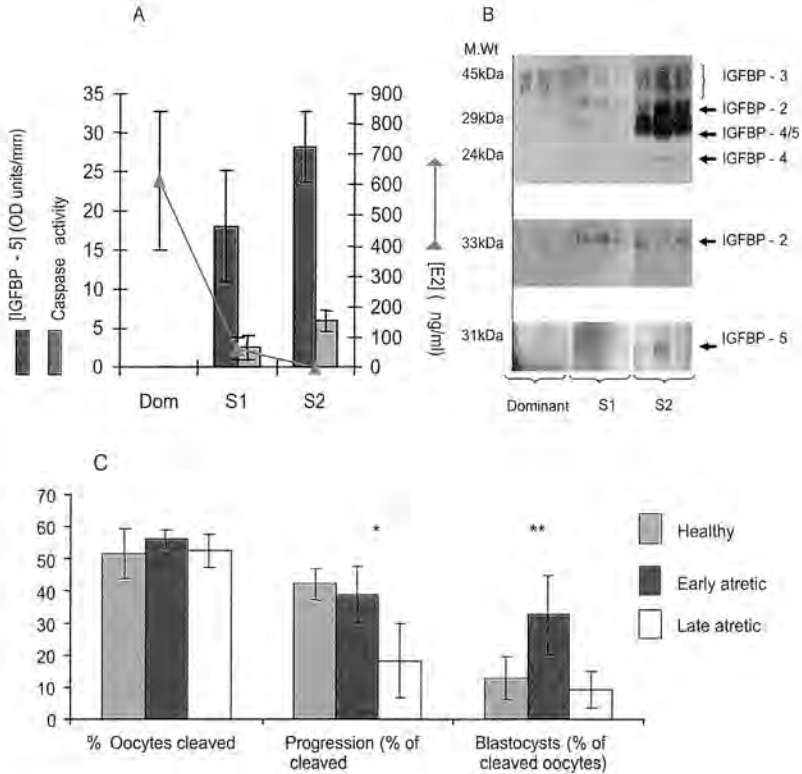 A
35
30
25
20
15
10
5
0
900
800
700
600
500
400
300
200
100
0
[IGFBP - 5] (OD units/mm)
Caspase activity
[E2] ( ng/ml)
Dom S1 S2
B
M.Wt
45kDa
29kDa
24kDa
33kDa
31kDa
IGFBP - 3
IGFBP - 2
IGFBP - 4/5
IGFBP - 4
IGFBP - 2
IGFBP - 5
Dominant S1 S2
C
70
60
50
40
30
20
10
0
*
**
Healthy
Early atretic
Late atretic
% Oocytes cleaved
Progression (% of
cleaved
Blastocysts (% of
cleaved oocytes)